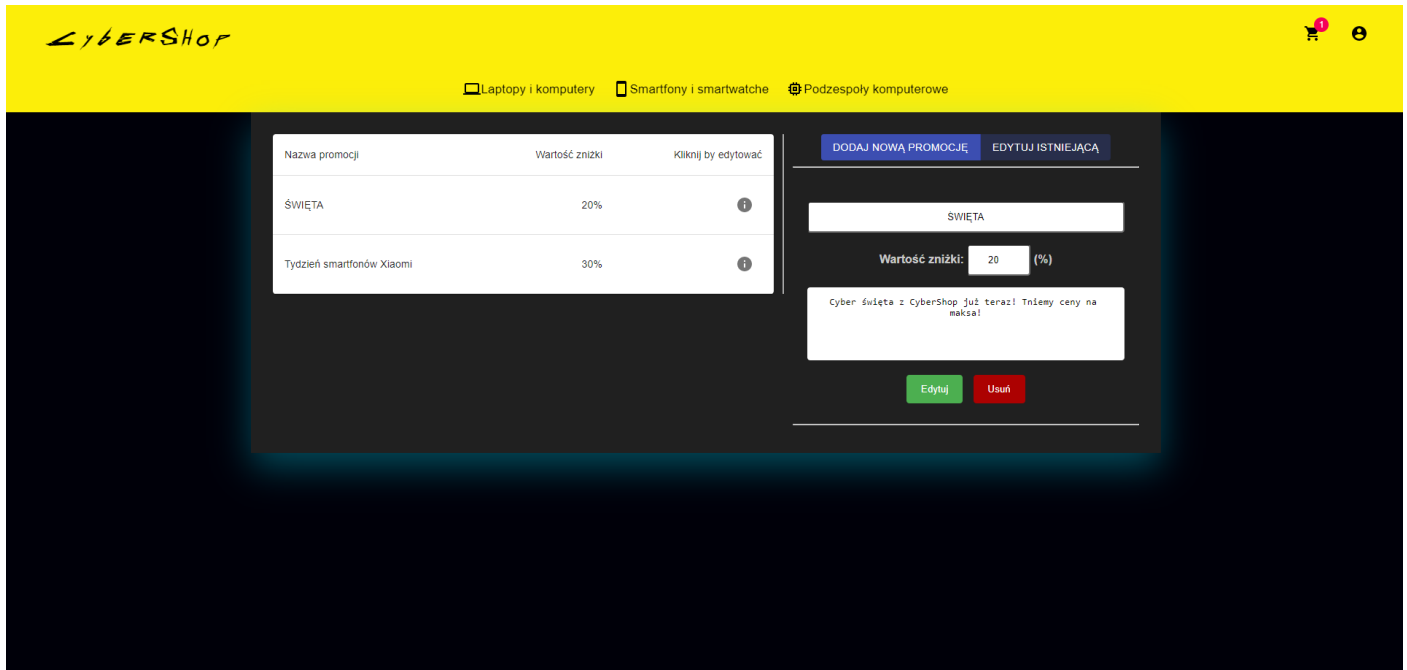 CyberShop
1
Laptopy i komputery Smartfony i smartwatche Podzespoły komputerowe
Nazwa promocji Wartość zniżki Kliknij by edytować
ŚWIĘTA 20%
Tydzień smartfonów Xiaomi 30%
DODAJ NOWĄ PROMOCJĘ EDYTUJ ISTNIEJĄCĄ
ŚWIĘTA
Wartość zniżki: 20 (%)
Cyber święta z CyberShop już teraz! Tniemy ceny na
maksa!
Edytuj Usuń